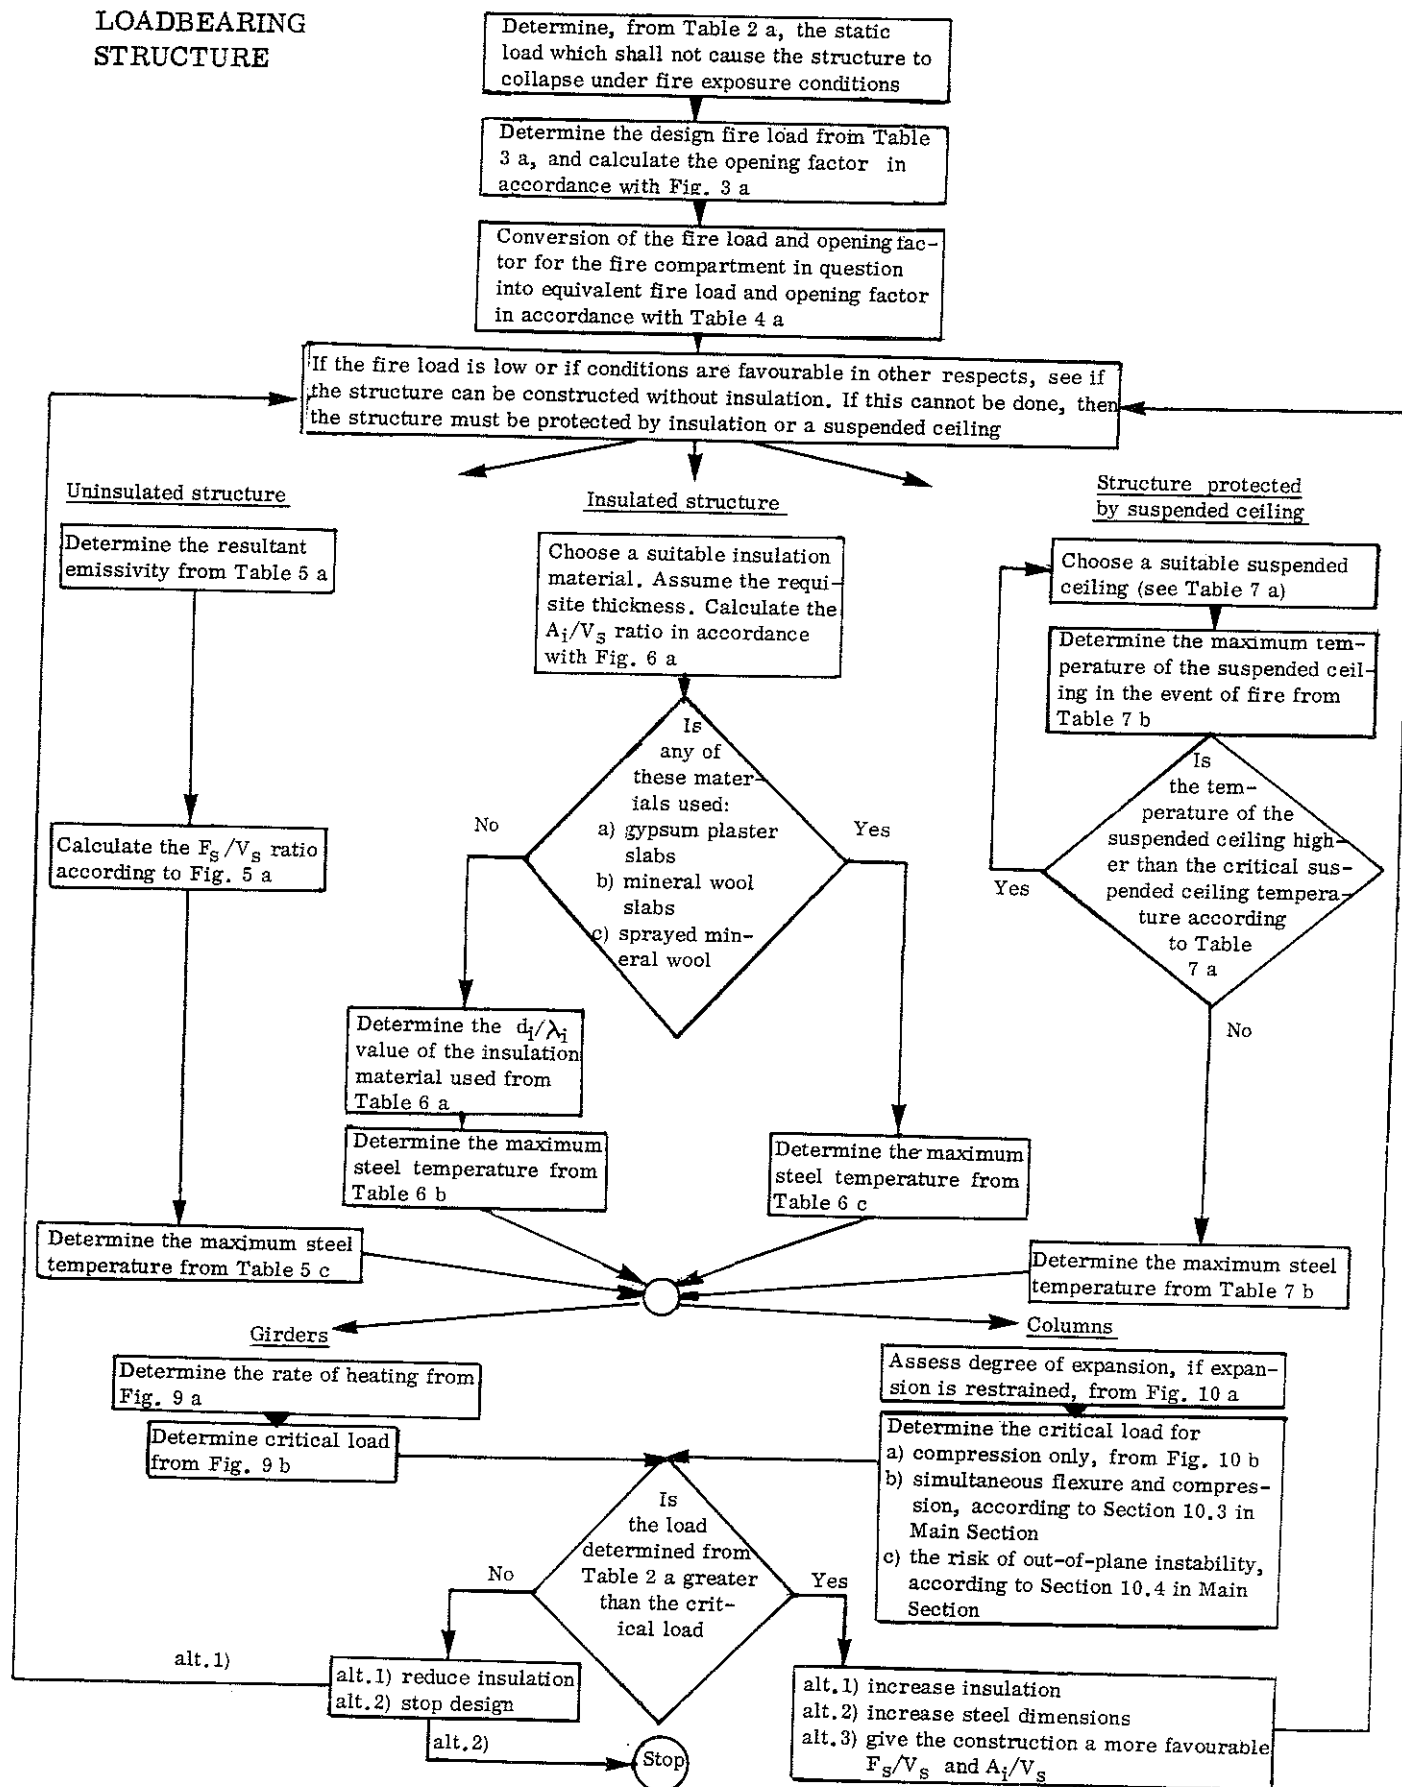 LOADBEARING
STRUCTURE
Determine, from Table 2 a, the static
load which shall not cause the structure to
collapse under fire exposure conditions
Determine the design fire load from Table
3 a, and calculate the opening factor in
accordance with Fig. 3 a
Conversion of the fire load and opening fac-
tor for the fire compartment in question
into equivalent fire load and opening factor
in accordance with Table 4 a
If the fire load is low or if conditions are favourable in other respects, see if
the structure can be constructed without insulation. If this cannot be done, then
the structure must be protected by insulation or a suspended ceiling
Uninsulated structure
Determine the resultant
emissivity from Table 5 a
Calculate the F_s/V_s ratio
according to Fig. 5 a
Determine the maximum steel
temperature from Table 5 c
Insulated structure
Choose a suitable insulation
material. Assume the requi-
site thickness. Calculate the
A_i/V_s ratio in accordance
with Fig. 6 a
Is
any of
these mater-
ials used:
a) gypsum plaster
slabs
b) mineral wool
slabs
c) sprayed min-
eral wool
No
Yes
Determine the d_i/λ_i
value of the insulation
material used from
Table 6 a
Determine the maximum
steel temperature from
Table 6 b
Determine the maximum
steel temperature from
Table 6 c
Structure protected
by suspended ceiling
Choose a suitable suspended
ceiling (see Table 7 a)
Determine the maximum tem-
perature of the suspended ceil-
ing in the event of fire from
Table 7 b
Is
the tem-
perature of the
suspended ceiling high-
er than the critical sus-
pended ceiling tempera-
ture according
to Table
7 a
Yes
No
Determine the maximum steel
temperature from Table 7 b
Girders
Determine the rate of heating from
Fig. 9 a
Determine critical load
from Fig. 9 b
Columns
Assess degree of expansion, if expan-
sion is restrained, from Fig. 10 a
Determine the critical load for
a) compression only, from Fig. 10 b
b) simultaneous flexure and compres-
sion, according to Section 10.3 in
Main Section
c) the risk of out-of-plane instability,
according to Section 10.4 in Main
Section
Is
the load
determined from
Table 2 a greater
than the crit-
ical load
No
Yes
alt.1)
alt.1) reduce insulation
alt.2) stop design
alt.2)
Stop
alt.1) increase insulation
alt.2) increase steel dimensions
alt.3) give the construction a more favourable
F_s/V_s and A_i/V_s